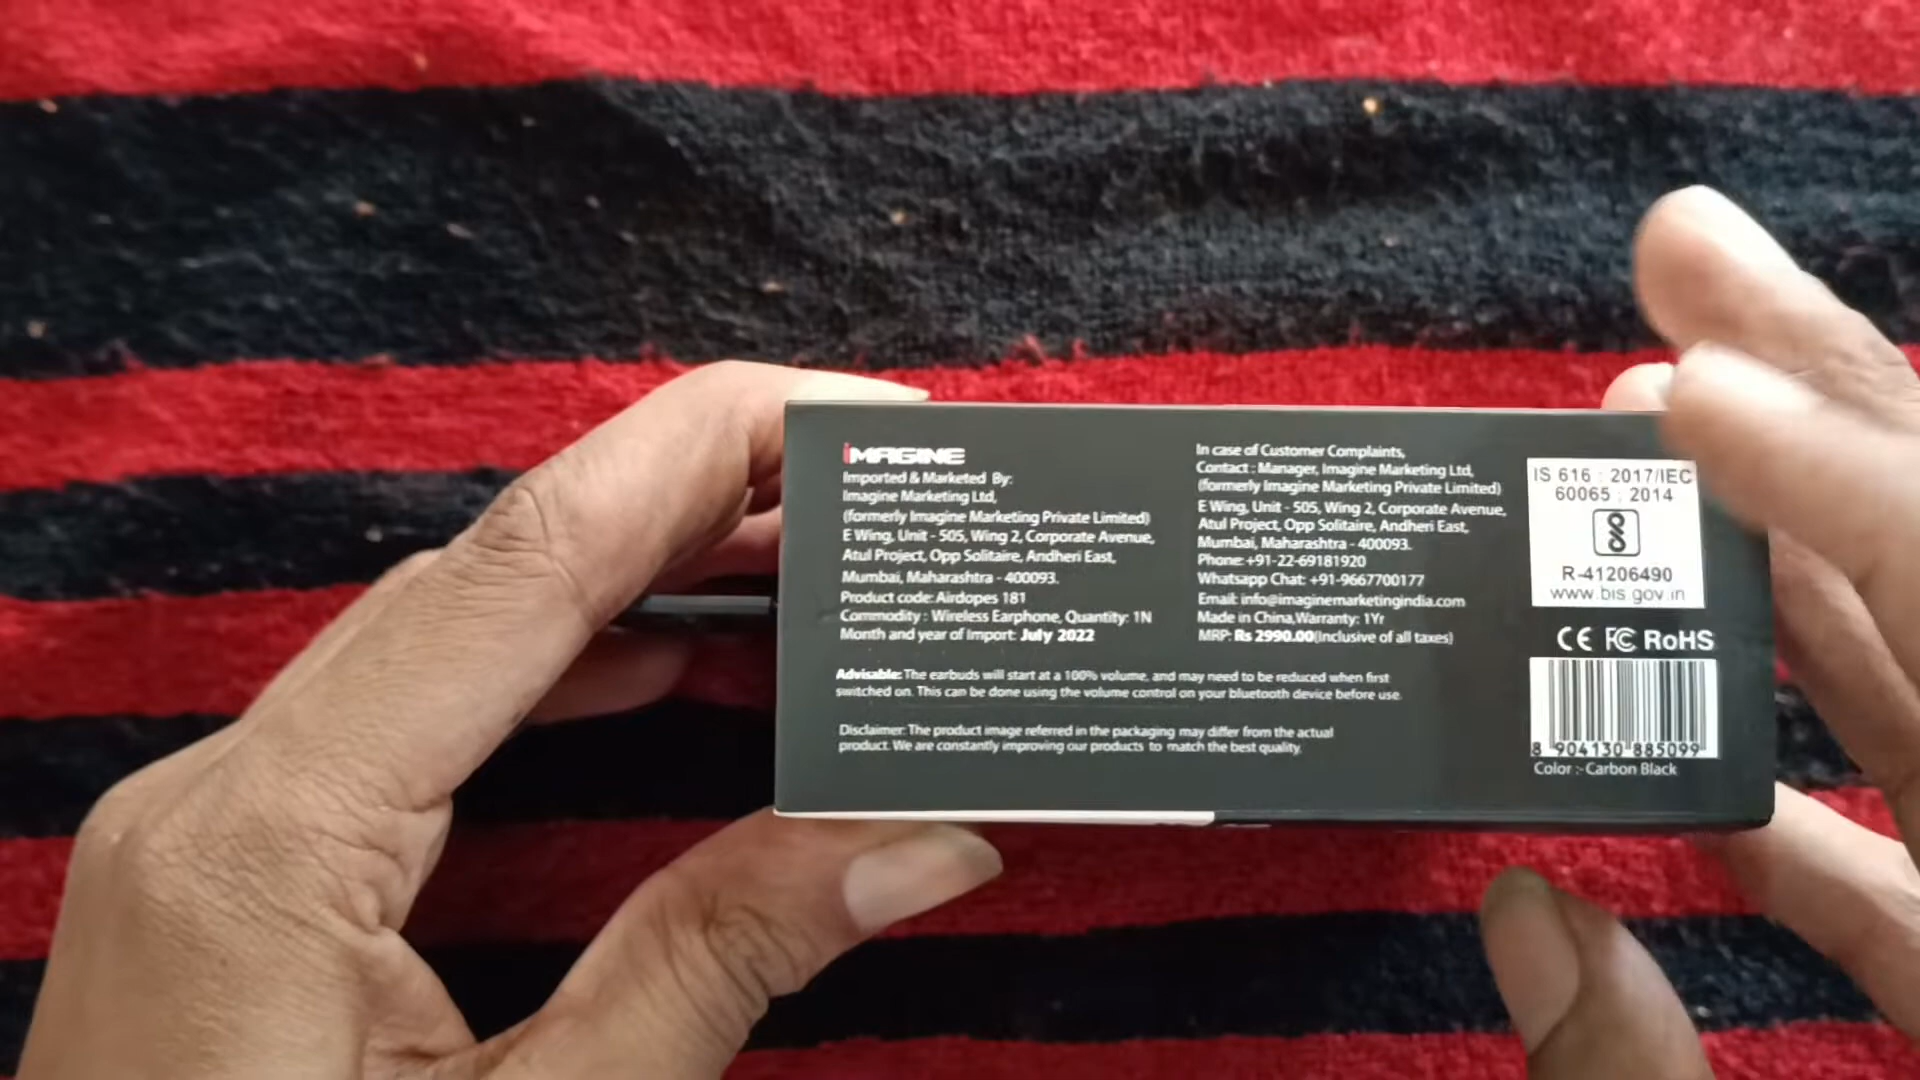 iMAGINE
Imported & Marketed By:
Imagine Marketing Ltd,
(formerly Imagine Marketing Private Limited)
E Wing, Unit - 505, Wing 2, Corporate Avenue,
Atul Project, Opp Solitaire, Andheri East,
Mumbai, Maharashtra - 400093.
Product code: Airdopes 181
Commodity : Wireless Earphone, Quantity: 1N
Month and year of Import: July 2022
In case of Customer Complaints,
Contact : Manager, Imagine Marketing Ltd,
(formerly Imagine Marketing Private Limited)
E Wing, Unit - 505, Wing 2, Corporate Avenue,
Atul Project, Opp Solitaire, Andheri East,
Mumbai, Maharashtra - 400093.
Phone: +91-22-69181920
Whatsapp Chat: +91-9667700177
Email: info@imaginemarketingindia.com
Made in China,Warranty: 1Yr
MRP: Rs 2990.00(Inclusive of all taxes)
Advisable: The earbuds will start at a 100% volume, and may need to be reduced when first
switched on. This can be done using the volume control on your bluetooth device before use.
Disclaimer: The product image referred in the packaging may differ from the actual
product. We are constantly improving our products to match the best quality.
IS 616 : 2017/IEC
60065 : 2014
R-41206490
www.bis.gov.in
CE FC RoHS
8 904130 885099
Color :- Carbon Black